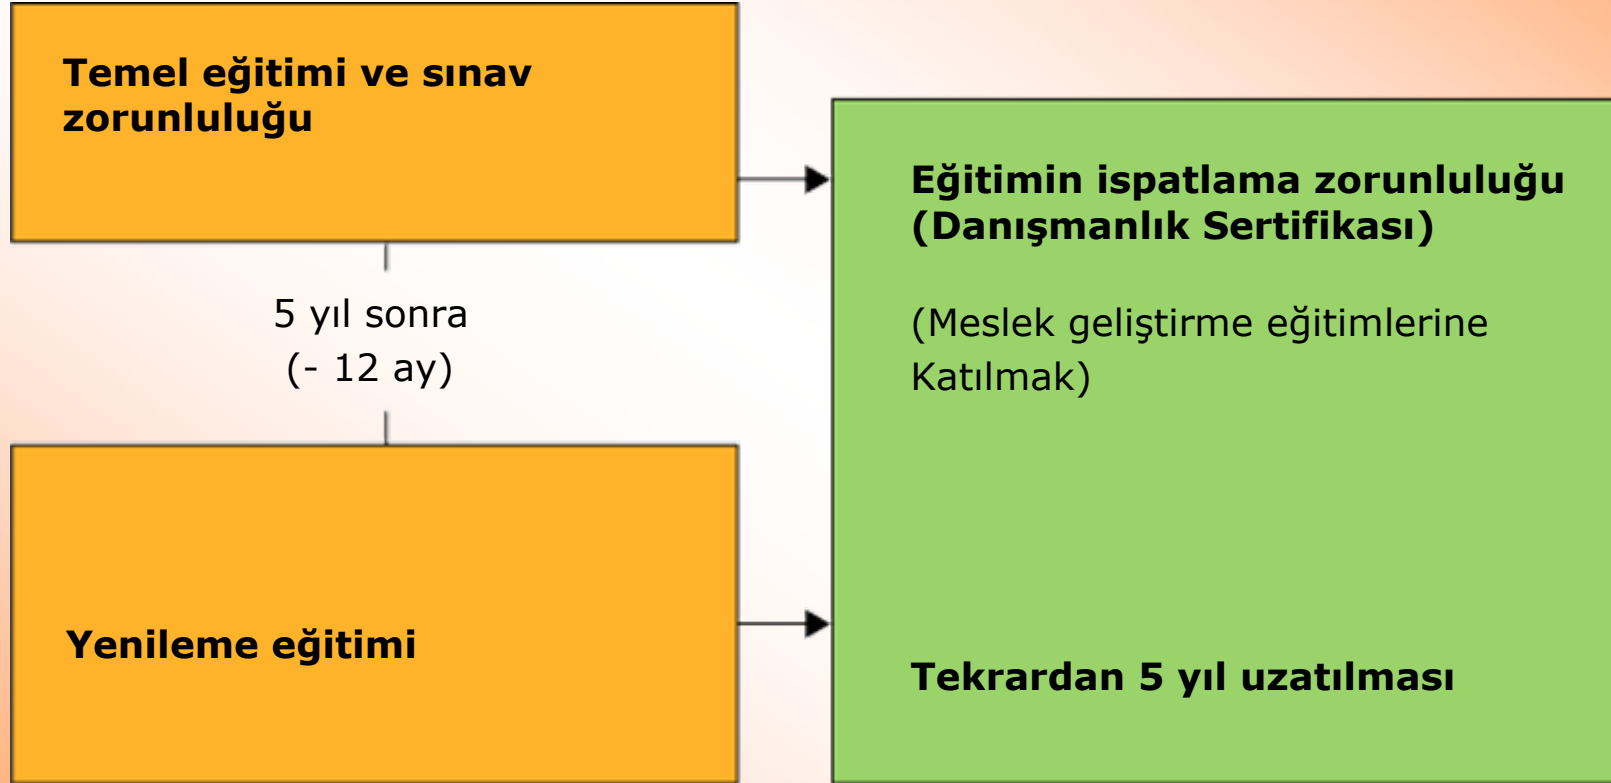 Temel eğitimi ve sınav
zorunluluğu
5 yıl sonra
(- 12 ay)
Yenileme eğitimi
Eğitimin ispatlama zorunluluğu
(Danışmanlık Sertifikası)
(Meslek geliştirme eğitimlerine
Katılmak)
Tekrardan 5 yıl uzatılması